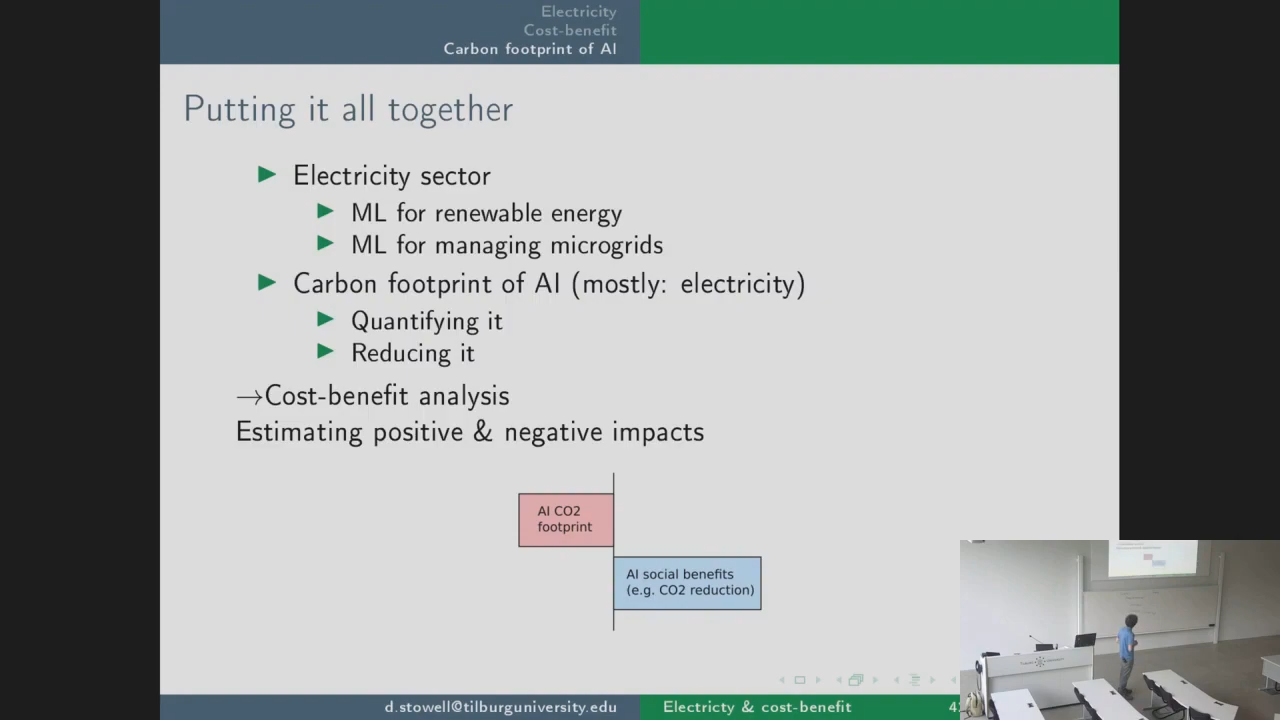 Electricity
Cost-benefit
Carbon footprint of AI
Putting it all together
Electricity sector
ML for renewable energy
ML for managing microgrids
Carbon footprint of AI (mostly: electricity)
Quantifying it
Reducing it
→Cost-benefit analysis
Estimating positive & negative impacts
AI CO2
footprint
AI social benefits
(e.g. CO2 reduction)
d.stowell@tilburguniversity.edu
Electricty & cost-benefit